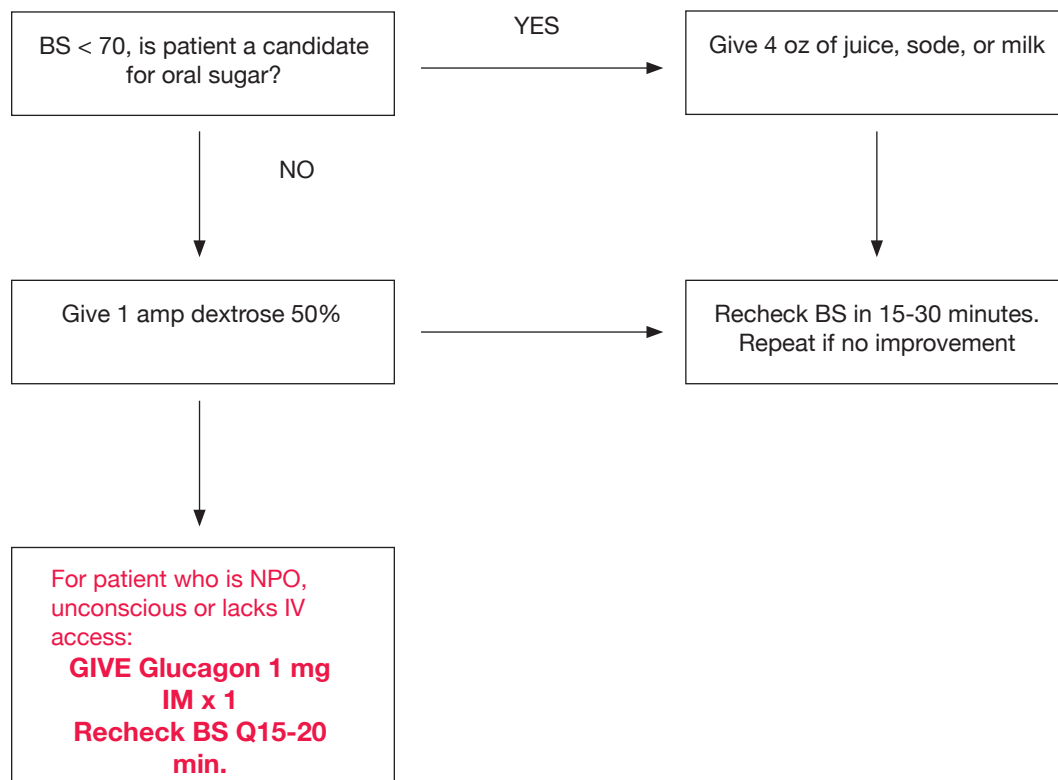 BS < 70, is patient a candidate
for oral sugar?
YES
Give 4 oz of juice, sode, or milk
NO
Give 1 amp dextrose 50%
Recheck BS in 15-30 minutes.
Repeat if no improvement
For patient who is NPO,
unconscious or lacks IV
access:
GIVE Glucagon 1 mg
IM x 1
Recheck BS Q15-20
min.